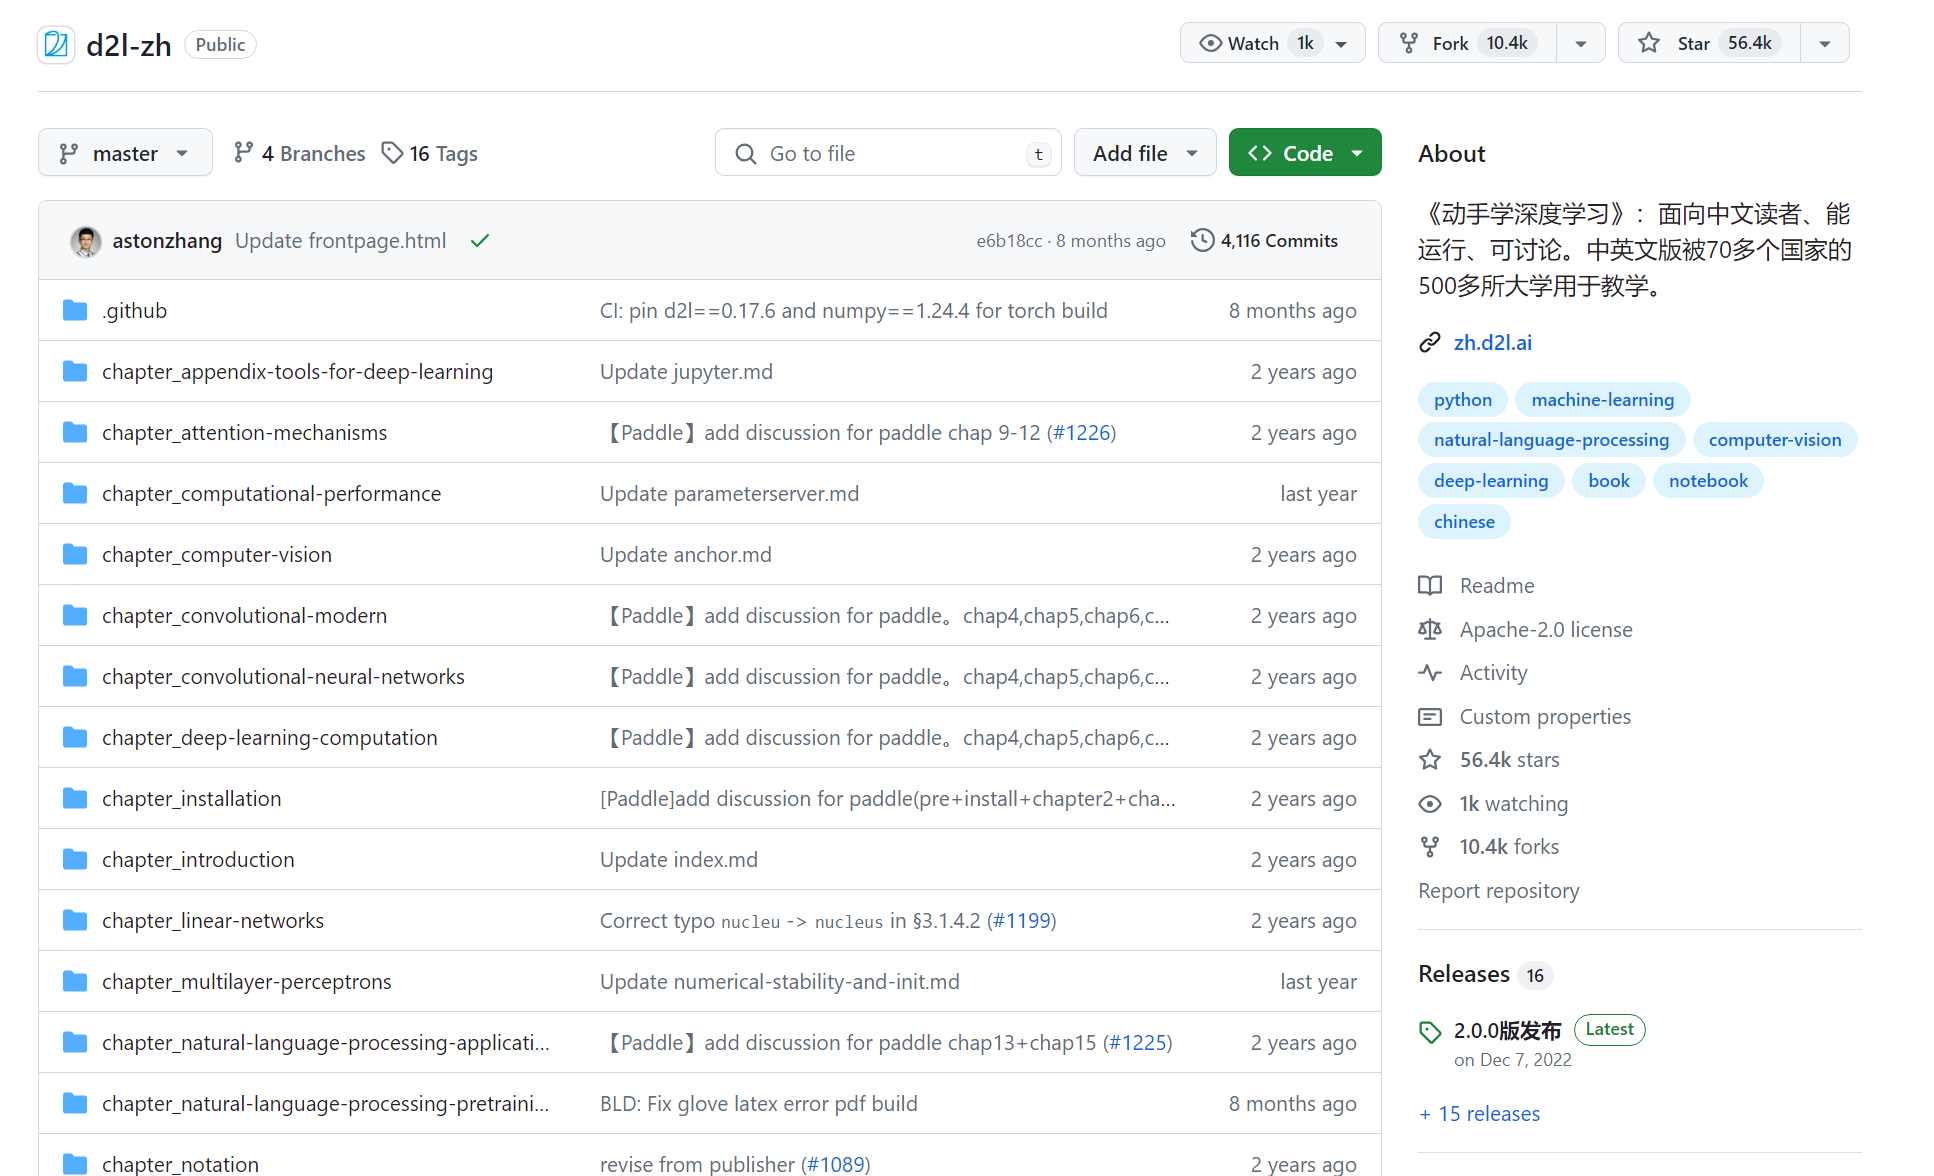 d2l-zh Public Watch 1k Fork 10.4k Star 56.4k
master 4 Branches 16 Tags Go to file t Add file Code
astonzhang Update frontpage.html e6b18cc · 8 months ago 4,116 Commits
.github CI: pin d2l==0.17.6 and numpy==1.24.4 for torch build 8 months ago
chapter_appendix-tools-for-deep-learning Update jupyter.md 2 years ago
chapter_attention-mechanisms 【Paddle】add discussion for paddle chap 9-12 (#1226) 2 years ago
chapter_computational-performance Update parameterserver.md last year
chapter_computer-vision Update anchor.md 2 years ago
chapter_convolutional-modern 【Paddle】add discussion for paddle。chap4,chap5,chap6,c... 2 years ago
chapter_convolutional-neural-networks 【Paddle】add discussion for paddle。chap4,chap5,chap6,c... 2 years ago
chapter_deep-learning-computation 【Paddle】add discussion for paddle。chap4,chap5,chap6,c... 2 years ago
chapter_installation [Paddle]add discussion for paddle(pre+install+chapter2+cha... 2 years ago
chapter_introduction Update index.md 2 years ago
chapter_linear-networks Correct typo nucleu -> nucleus in §3.1.4.2 (#1199) 2 years ago
chapter_multilayer-perceptrons Update numerical-stability-and-init.md last year
chapter_natural-language-processing-applicati... 【Paddle】add discussion for paddle chap13+chap15 (#1225) 2 years ago
chapter_natural-language-processing-pretraini... BLD: Fix glove latex error pdf build 8 months ago
chapter_notation revise from publisher (#1089) 2 years ago
About
《动手学深度学习》：面向中文读者、能
运行、可讨论。中英文版被70多个国家的
500多所大学用于教学。
zh.d2l.ai
python machine-learning
natural-language-processing computer-vision
deep-learning book notebook
chinese
Readme
Apache-2.0 license
Activity
Custom properties
56.4k stars
1k watching
10.4k forks
Report repository
Releases 16
2.0.0版发布 Latest
on Dec 7, 2022
+ 15 releases